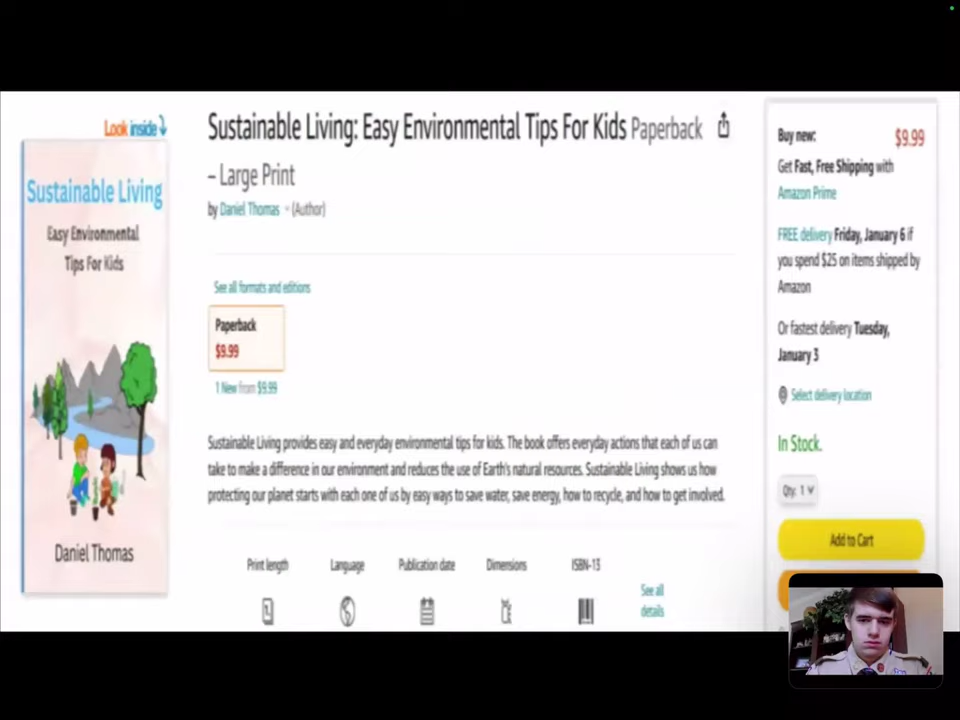 Look inside
Sustainable Living
Easy Environmental
Tips For Kids
Daniel Thomas
Sustainable Living: Easy Environmental Tips For Kids Paperback
– Large Print
by Daniel Thomas (Author)
See all formats and editions
Paperback
$9.99
1 New from $9.99
Sustainable Living provides easy and everyday environmental tips for kids. The book offers everyday actions that each of us can
take to make a difference in our environment and reduces the use of Earth's natural resources. Sustainable Living shows us how
protecting our planet starts with each one of us by easy ways to save water, save energy, how to recycle, and how to get involved.
Print length
Language
Publication date
Dimensions
ISBN-13
See all
details
Buy new: $9.99
Get Fast, Free Shipping with
Amazon Prime
FREE delivery Friday, January 6 if
you spend $25 on items shipped by
Amazon
Or fastest delivery Tuesday,
January 3
Select delivery location
In Stock.
Qty: 1
Add to Cart